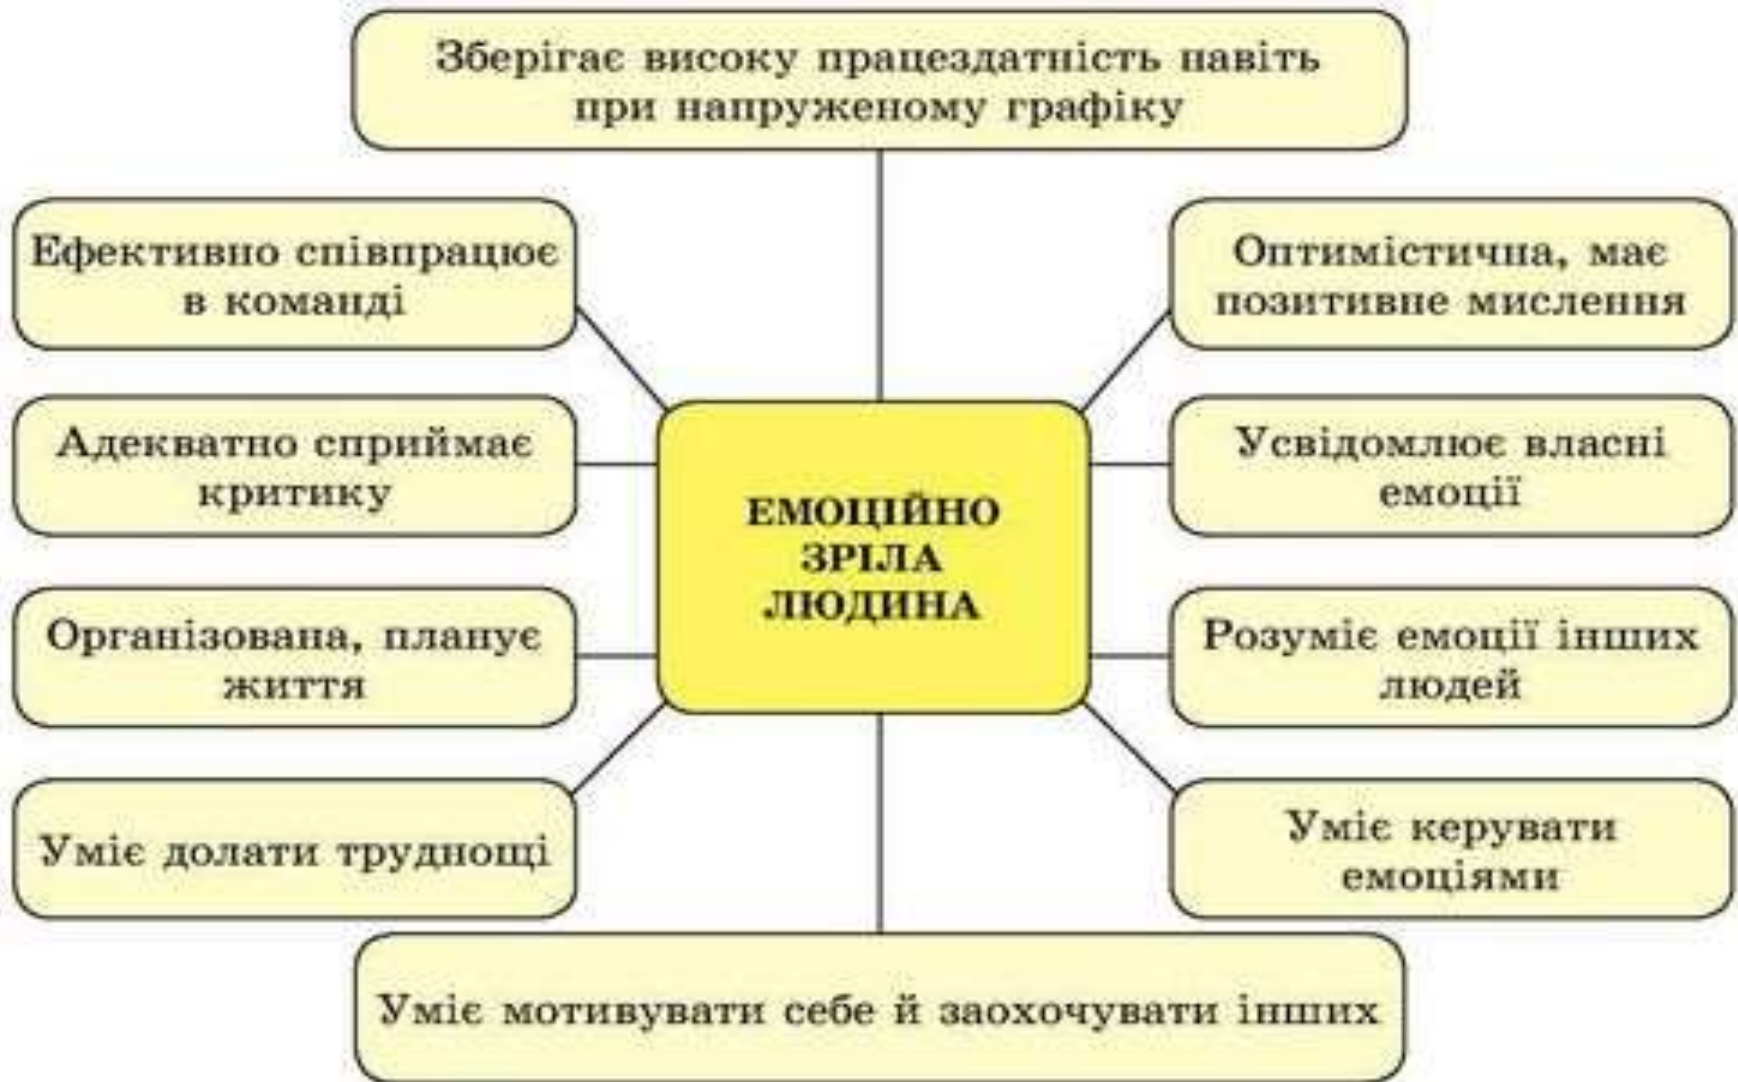 Зберігає високу працездатність навіть
при напруженому графіку
Ефективно співпрацює
в команді
Оптимістична, має
позитивне мислення
Адекватно сприймає
критику
Усвідомлює власні
емоції
ЕМОЦІЙНО
ЗРІЛА
ЛЮДИНА
Організована, планує
життя
Розуміє емоції інших
людей
Уміє долати труднощі
Уміє керувати
емоціями
Уміє мотивувати себе й заохочувати інших